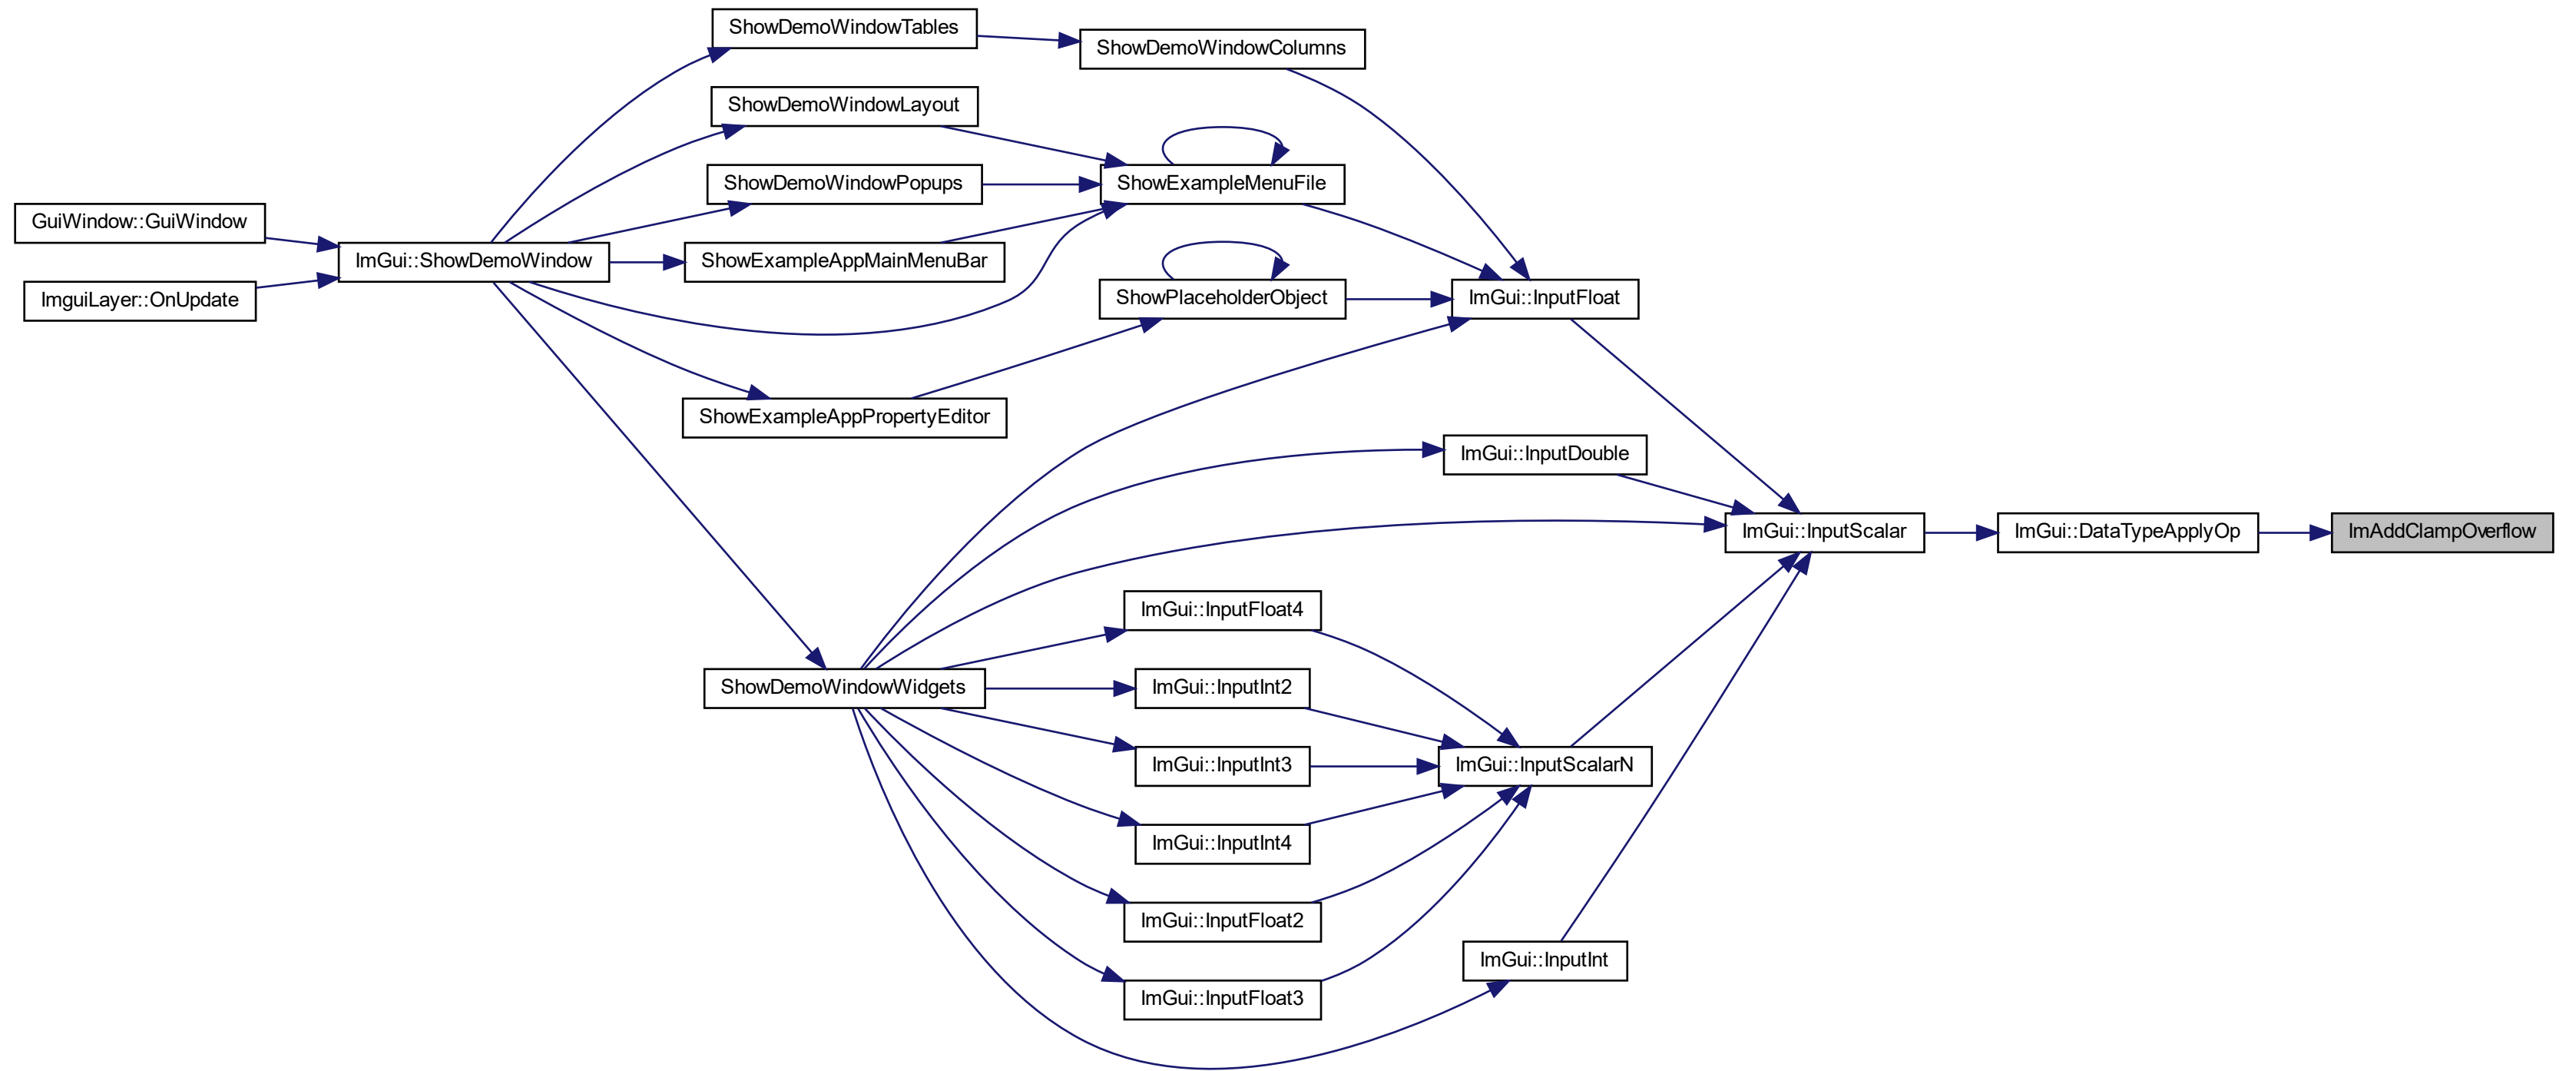 ShowDemoWindowTables
ShowDemoWindowColumns
ShowDemoWindowLayout
ShowDemoWindowPopups
ShowExampleMenuFile
GuiWindow::GuiWindow
ImGui::ShowDemoWindow
ShowExampleAppMainMenuBar
ImguiLayer::OnUpdate
ShowPlaceholderObject
ImGui::InputFloat
ShowExampleAppPropertyEditor
ImGui::InputDouble
ImGui::InputScalar
ImGui::DataTypeApplyOp
ImAddClampOverflow
ImGui::InputFloat4
ShowDemoWindowWidgets
ImGui::InputInt2
ImGui::InputInt3
ImGui::InputScalarN
ImGui::InputInt4
ImGui::InputFloat2
ImGui::InputInt
ImGui::InputFloat3